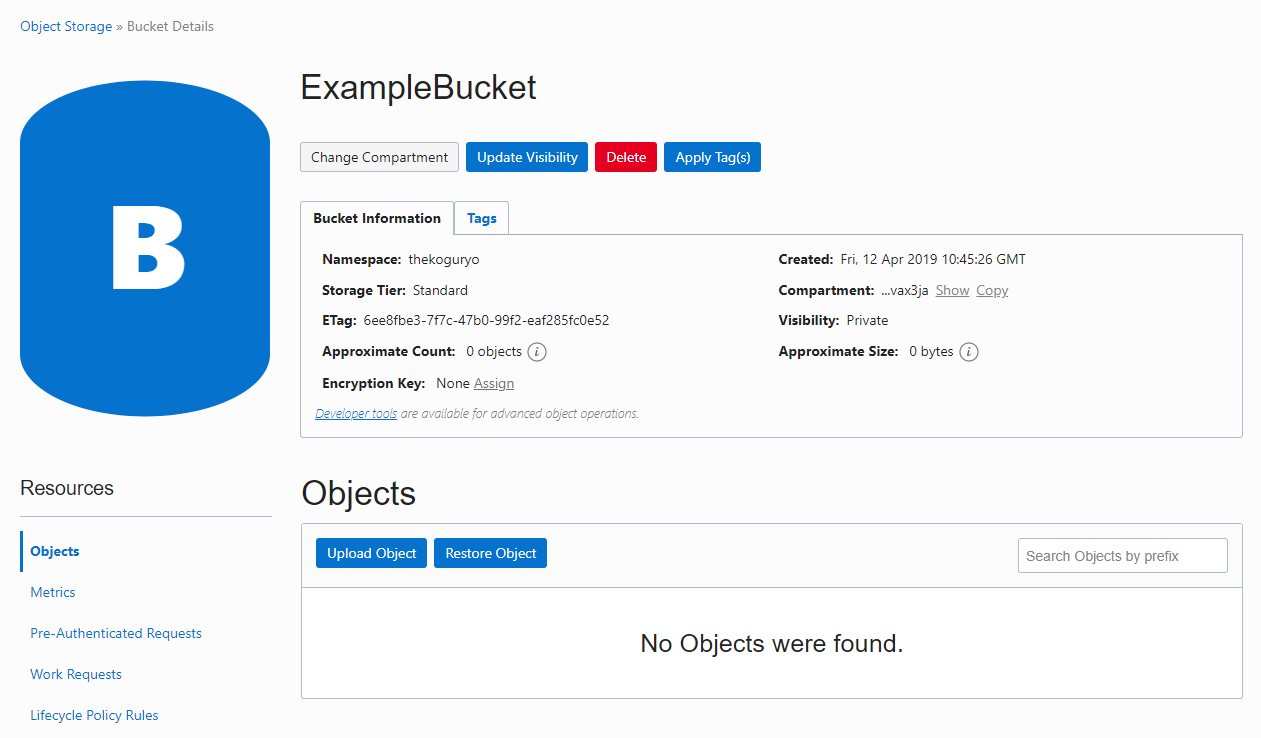 Object Storage » Bucket Details
B
ExampleBucket
Change Compartment Update Visibility Delete Apply Tag(s)
Bucket Information Tags
Namespace: thekoguryo Created: Fri, 12 Apr 2019 10:45:26 GMT
Storage Tier: Standard Compartment: ...vax3ja Show Copy
ETag: 6ee8fbe3-7f7c-47b0-99f2-eaf285fc0e52 Visibility: Private
Approximate Count: 0 objects i Approximate Size: 0 bytes i
Encryption Key: None Assign
Developer tools are available for advanced object operations.
Resources
Objects
Metrics
Pre-Authenticated Requests
Work Requests
Lifecycle Policy Rules
Objects
Upload Object Restore Object Search Objects by prefix
No Objects were found.